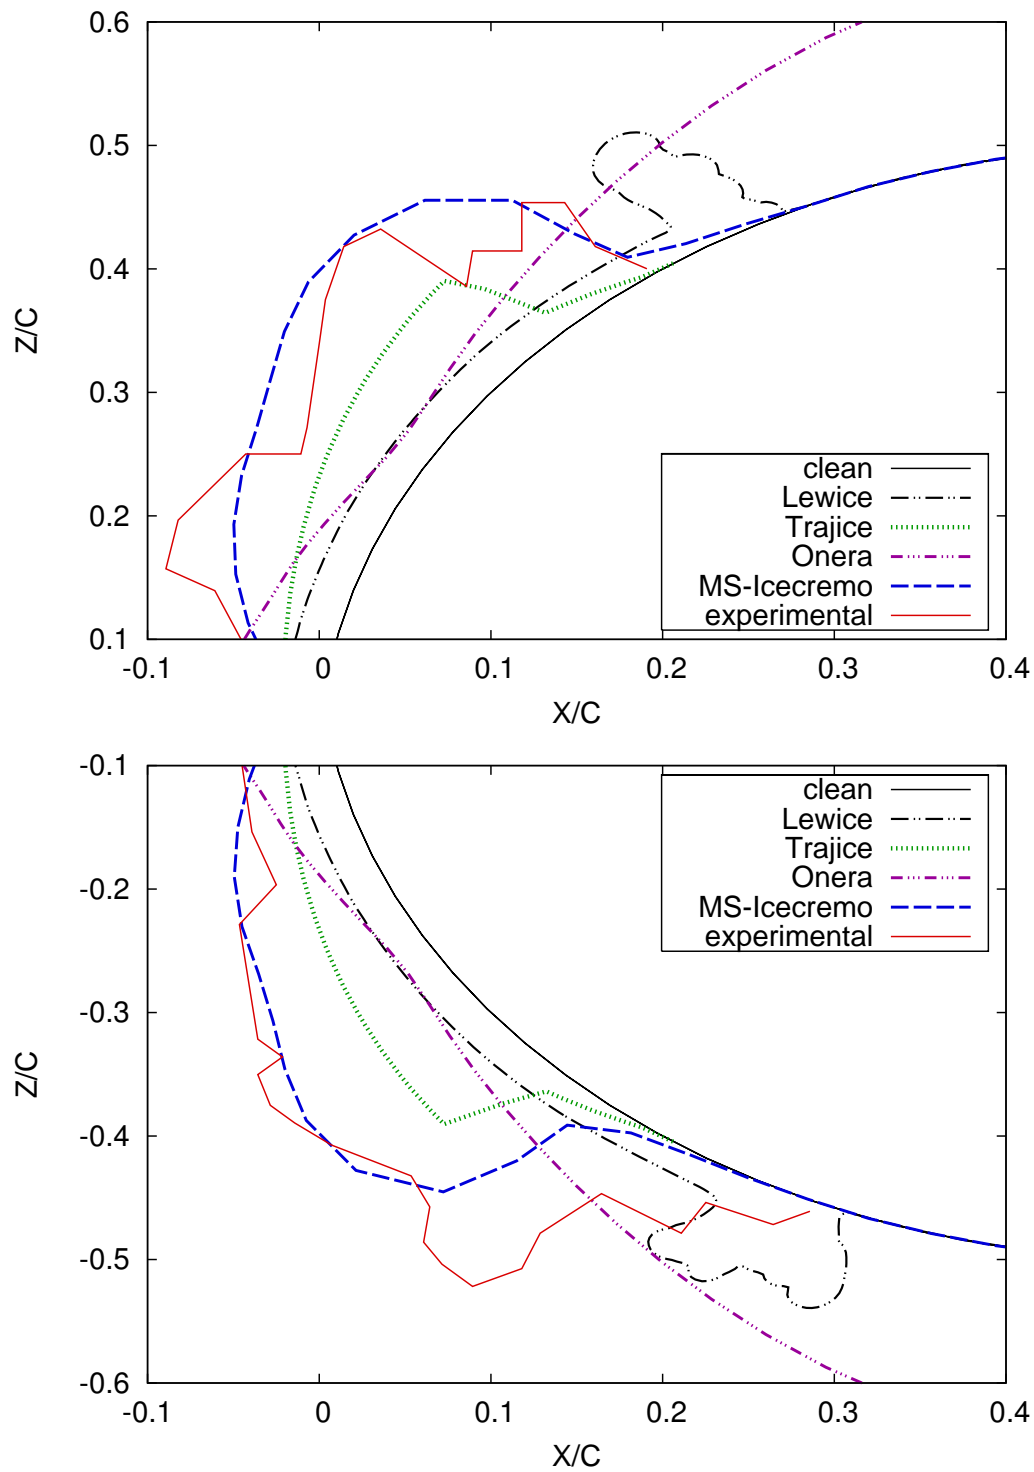 0.6
0.5
0.4
0.3
0.2
0.1
Z/C
clean
Lewice
Trajice
Onera
MS-Icecremo
experimental
-0.1 0 0.1 0.2 0.3 0.4
X/C
-0.1
-0.2
-0.3
-0.4
-0.5
-0.6
Z/C
clean
Lewice
Trajice
Onera
MS-Icecremo
experimental
-0.1 0 0.1 0.2 0.3 0.4
X/C